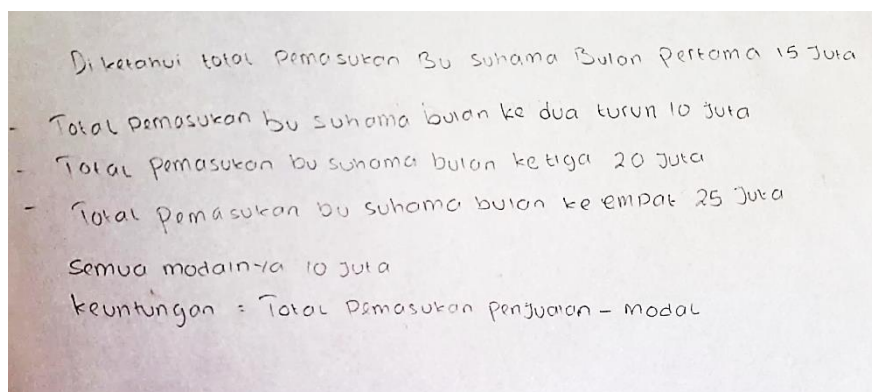 Diketahui total Pemasukan Bu Suhama Bulan Pertama 15 Juta
- Total Pemasukan bu suhama bulan ke dua turun 10 juta
- Total pemasukan bu suhama bulan ketiga 20 Juta
- Total Pemasukan bu suhama bulan ke empat 25 Juta
Semua modalnya 10 Juta
keuntungan = Total Pemasukan penjualan - modal